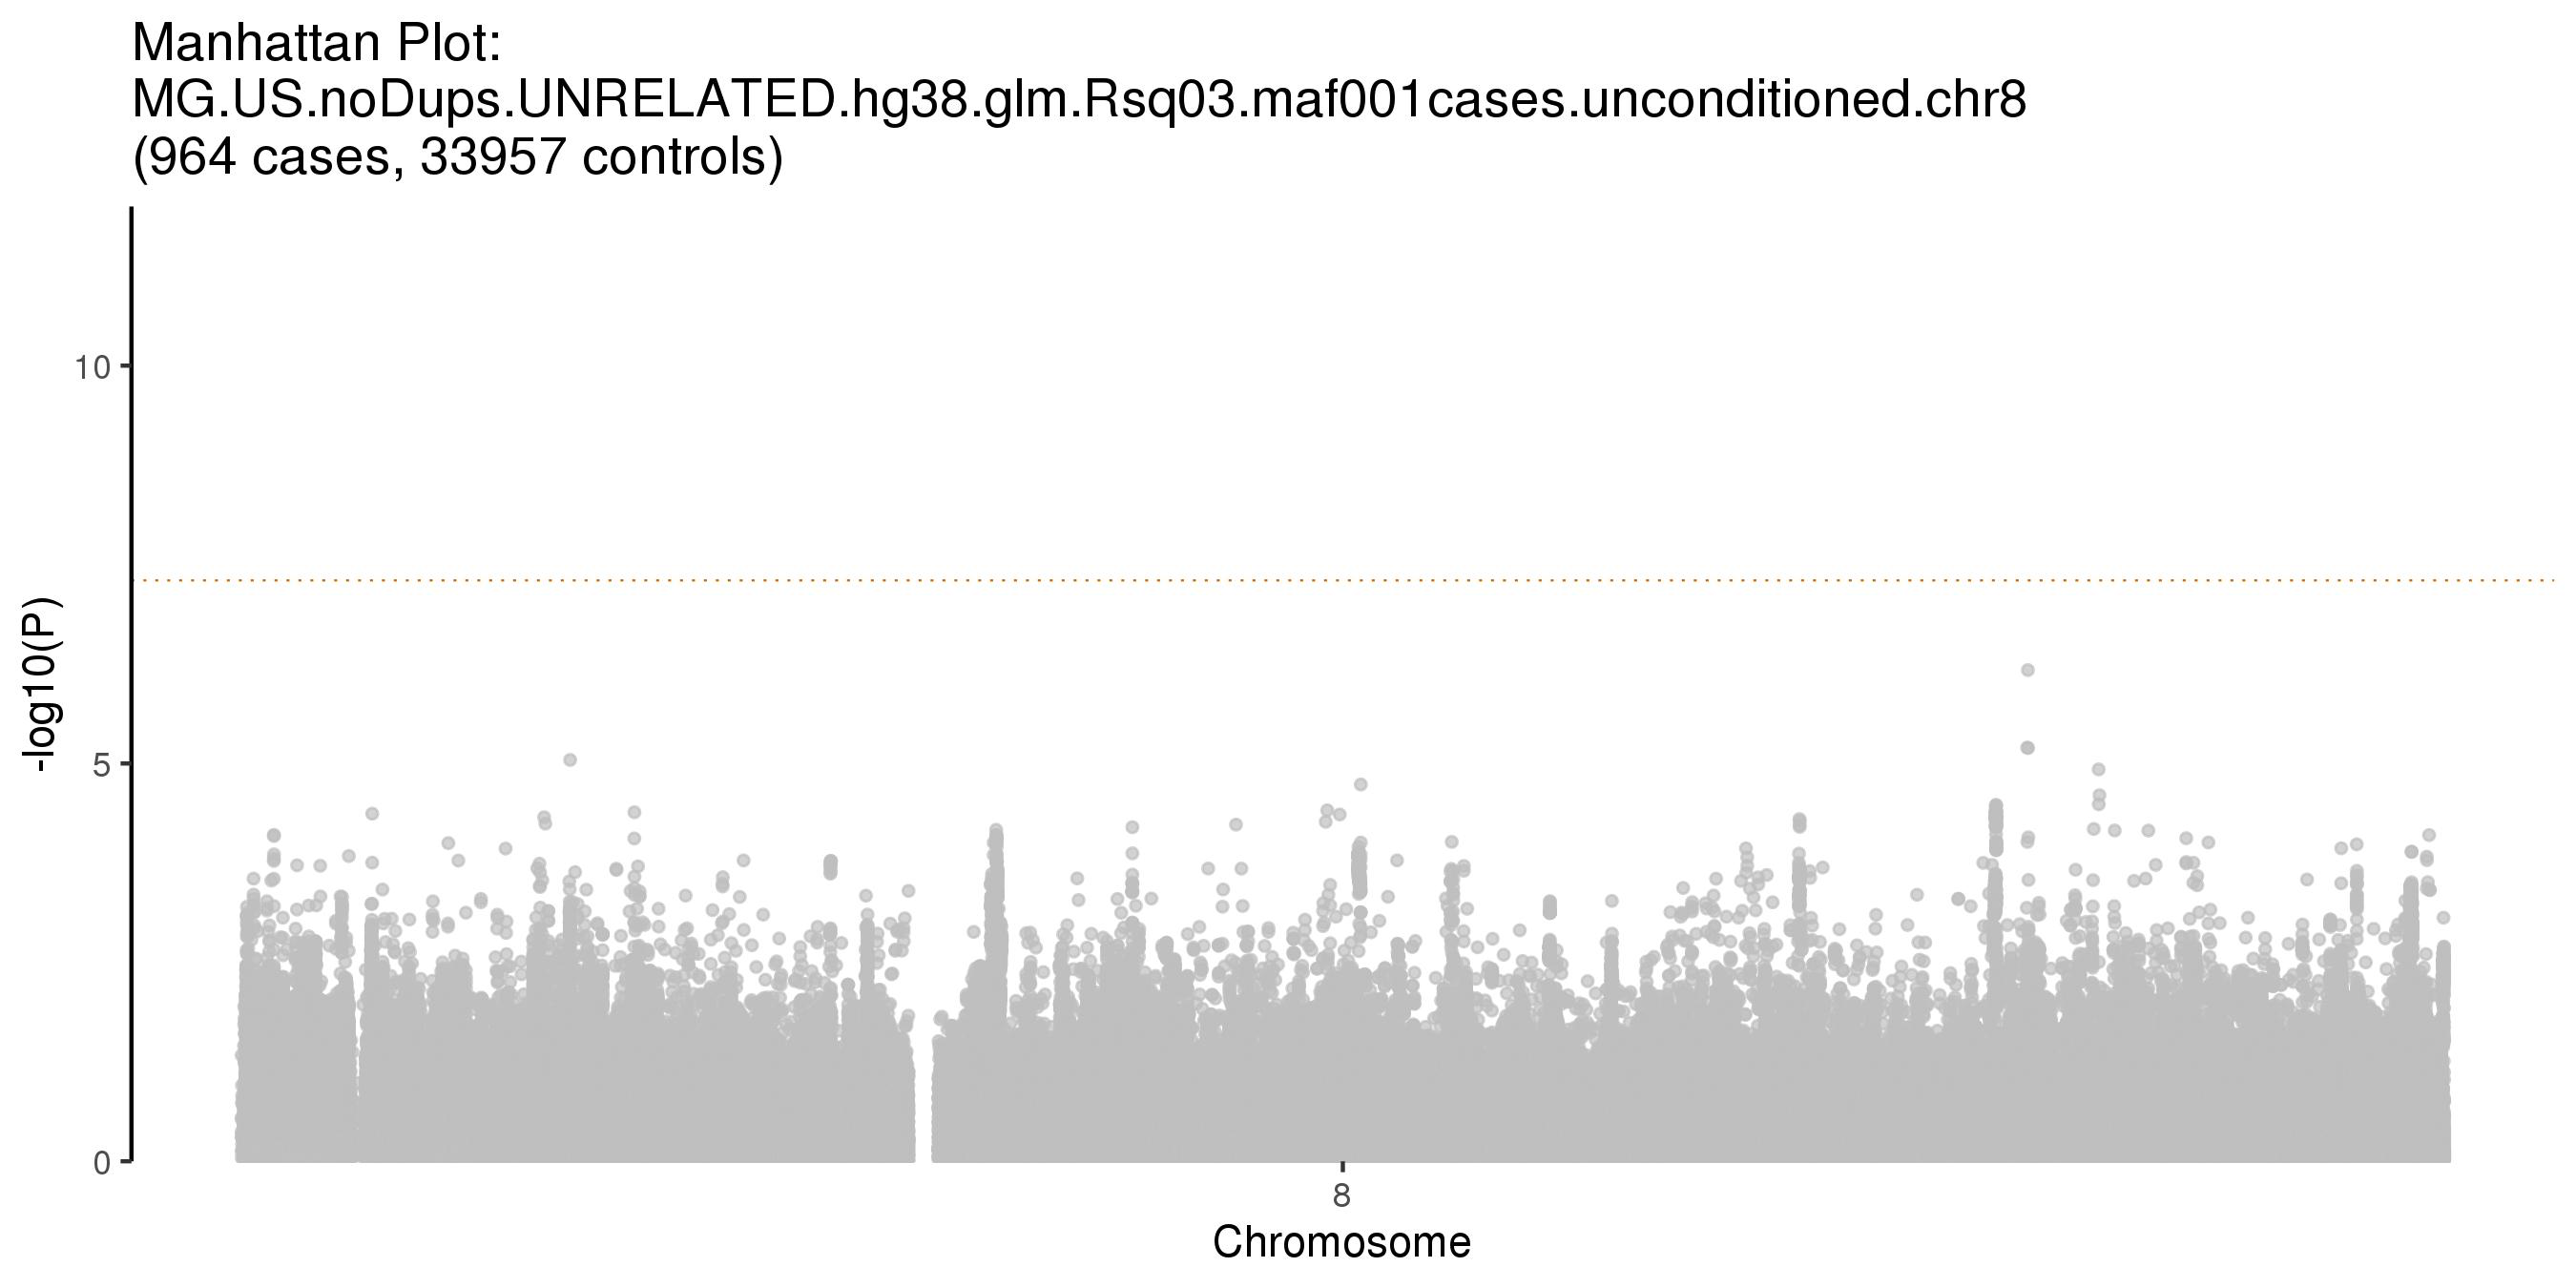 Manhattan Plot:
MG.US.noDups.UNRELATED.hg38.glm.Rsq03.maf001cases.unconditioned.chr8
(964 cases, 33957 controls)
10
5
0
-log10(P)
8
Chromosome